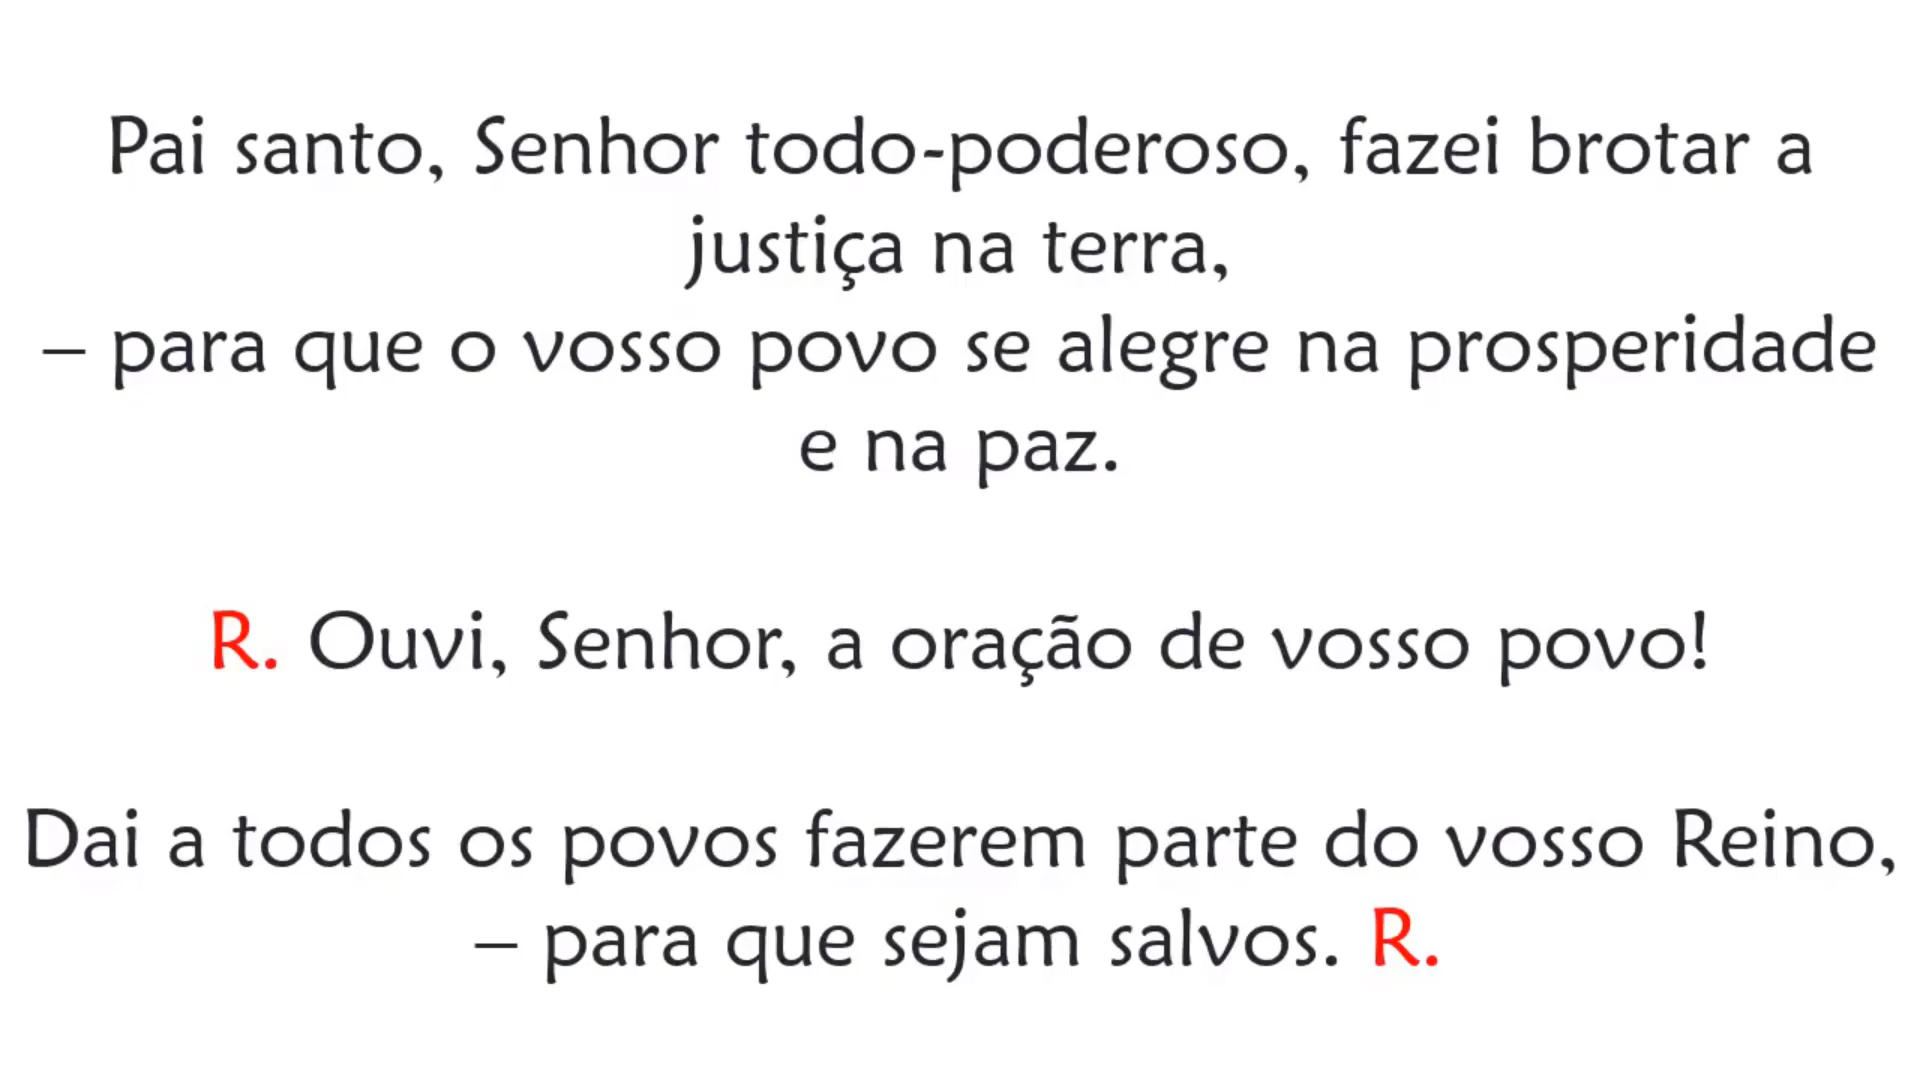 Pai santo, Senhor todo-poderoso, fazei brotar a
justiça na terra,
– para que o vosso povo se alegre na prosperidade
e na paz.
R. Ouvi, Senhor, a oração de vosso povo!
Dai a todos os povos fazerem parte do vosso Reino,
– para que sejam salvos. R.